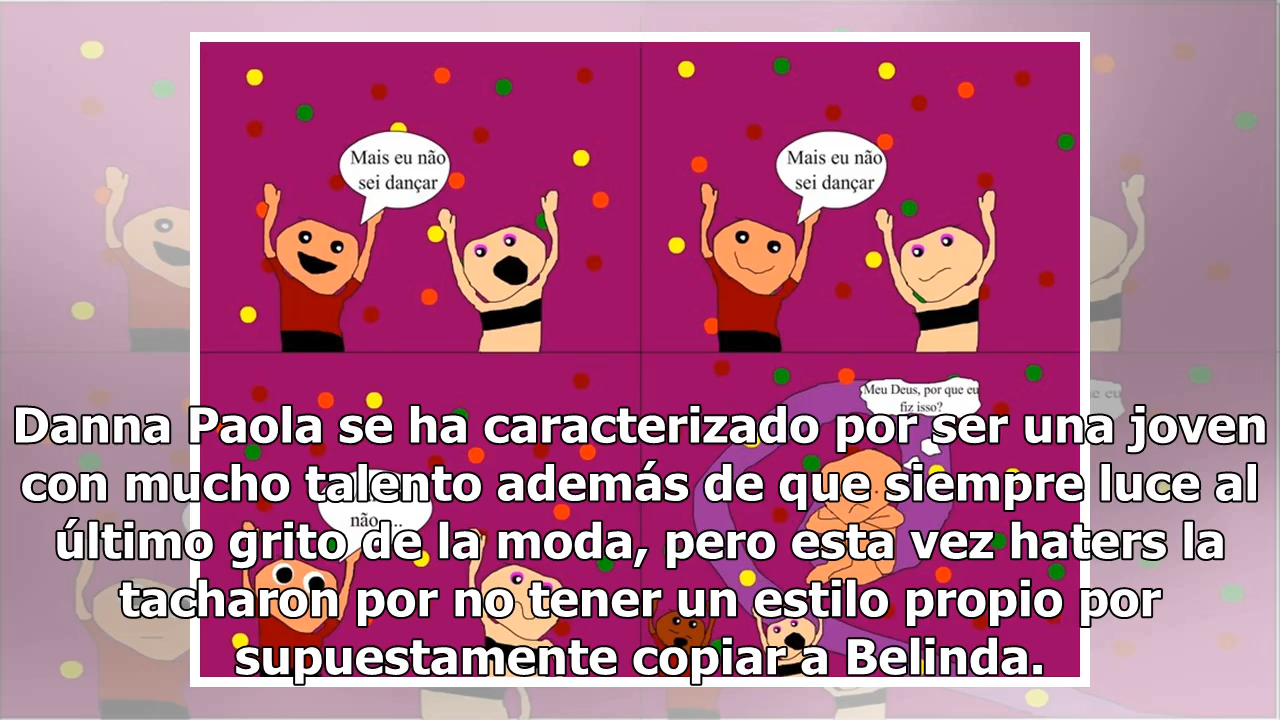 Mais eu não
sei dançar
Mais eu não
sei dançar
Meu Deus, por que eu
fiz isso?
não...
Danna Paola se ha caracterizado por ser una joven
con mucho talento además de que siempre luce al
último grito de la moda, pero esta vez haters la
tacharon por no tener un estilo propio por
supuestamente copiar a Belinda.